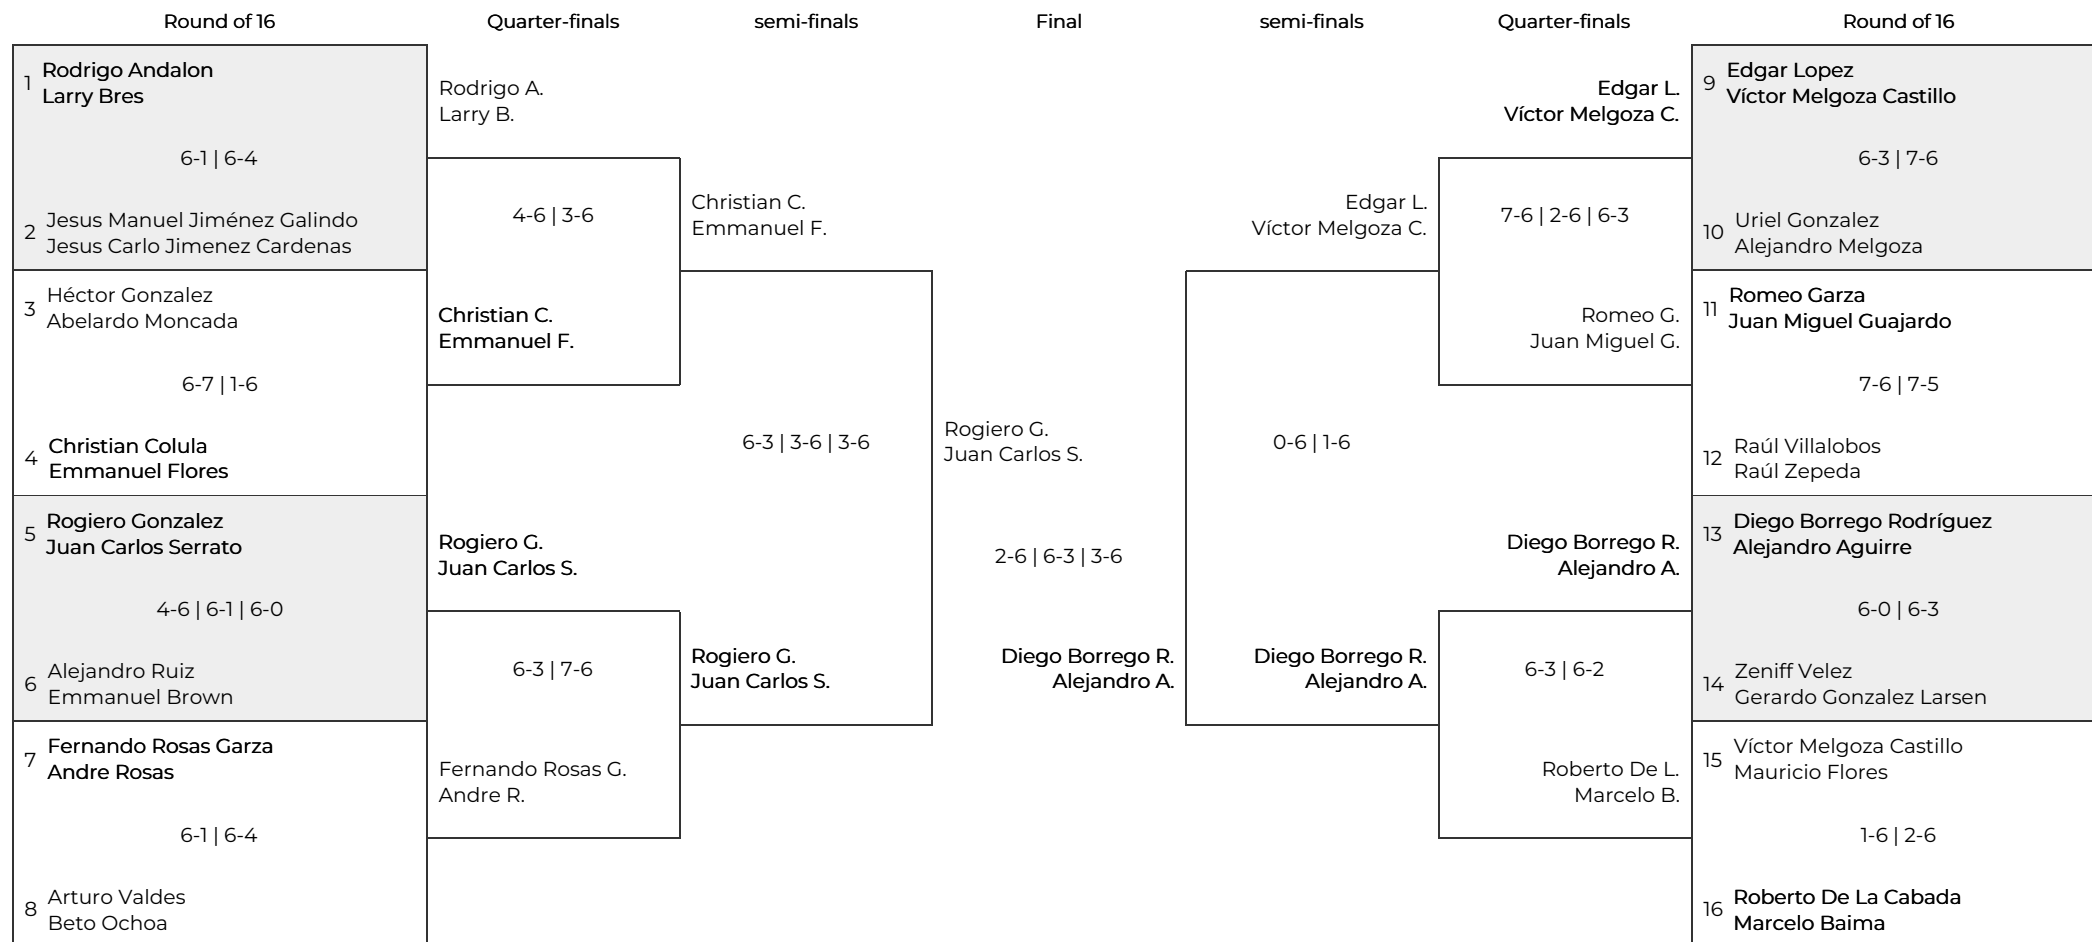 Round of 16
Quarter-finals
semi-finals
Final
semi-finals
Quarter-finals
Round of 16
1
Rodrigo Andalon
Larry Bres
6-1 | 6-4
2
Jesus Manuel Jiménez Galindo
Jesus Carlo Jimenez Cardenas
3
Héctor Gonzalez
Abelardo Moncada
6-7 | 1-6
4
Christian Colula
Emmanuel Flores
5
Rogiero Gonzalez
Juan Carlos Serrato
4-6 | 6-1 | 6-0
6
Alejandro Ruiz
Emmanuel Brown
7
Fernando Rosas Garza
Andre Rosas
6-1 | 6-4
8
Arturo Valdes
Beto Ochoa
Rodrigo A.
Larry B.
4-6 | 3-6
Christian C.
Emmanuel F.
Rogiero G.
Juan Carlos S.
6-3 | 7-6
Fernando Rosas G.
Andre R.
Christian C.
Emmanuel F.
6-3 | 3-6 | 3-6
Rogiero G.
Juan Carlos S.
Rogiero G.
Juan Carlos S.
2-6 | 6-3 | 3-6
Diego Borrego R.
Alejandro A.
Edgar L.
Víctor Melgoza C.
0-6 | 1-6
Diego Borrego R.
Alejandro A.
Edgar L.
Víctor Melgoza C.
7-6 | 2-6 | 6-3
Romeo G.
Juan Miguel G.
Diego Borrego R.
Alejandro A.
6-3 | 6-2
Roberto De L.
Marcelo B.
9
Edgar Lopez
Víctor Melgoza Castillo
6-3 | 7-6
10
Uriel Gonzalez
Alejandro Melgoza
11
Romeo Garza
Juan Miguel Guajardo
7-6 | 7-5
12
Raúl Villalobos
Raúl Zepeda
13
Diego Borrego Rodríguez
Alejandro Aguirre
6-0 | 6-3
14
Zeniff Velez
Gerardo Gonzalez Larsen
15
Víctor Melgoza Castillo
Mauricio Flores
1-6 | 2-6
16
Roberto De La Cabada
Marcelo Baima